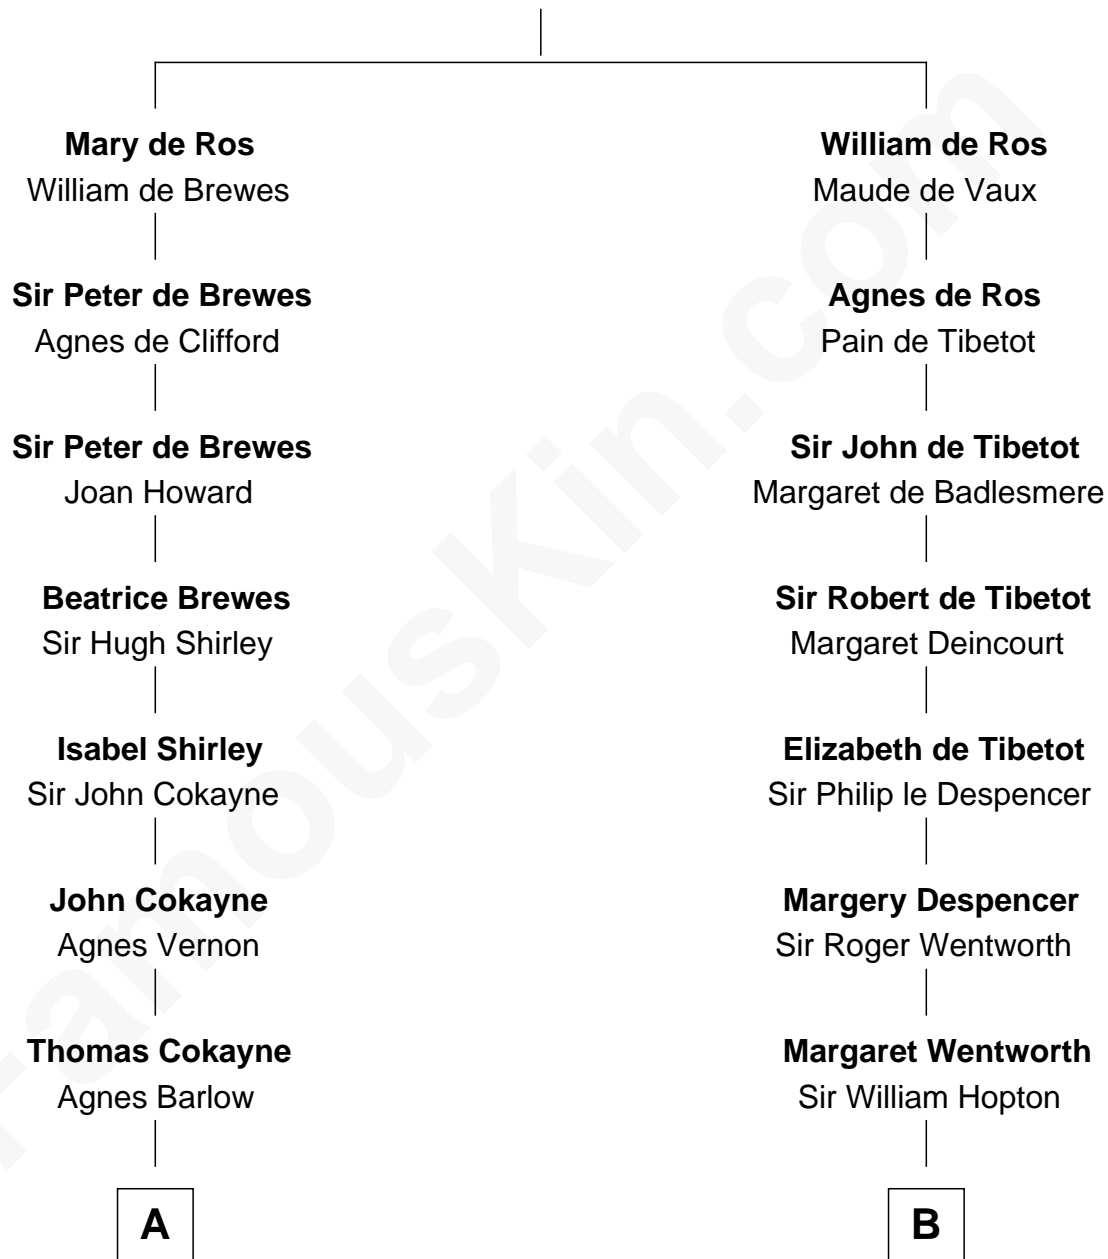 Mary de Ros
William de Brewes
Sir Peter de Brewes
Agnes de Clifford
Sir Peter de Brewes
Joan Howard
Beatrice Brewes
Sir Hugh Shirley
Isabel Shirley
Sir John Cokayne
John Cokayne
Agnes Vernon
Thomas Cokayne
Agnes Barlow
A
William de Ros
Maude de Vaux
Agnes de Ros
Pain de Tibetot
Sir John de Tibetot
Margaret de Badlesmere
Sir Robert de Tibetot
Margaret Deincourt
Elizabeth de Tibetot
Sir Philip le Despencer
Margery Despencer
Sir Roger Wentworth
Margaret Wentworth
Sir William Hopton
B
FamousKin.com